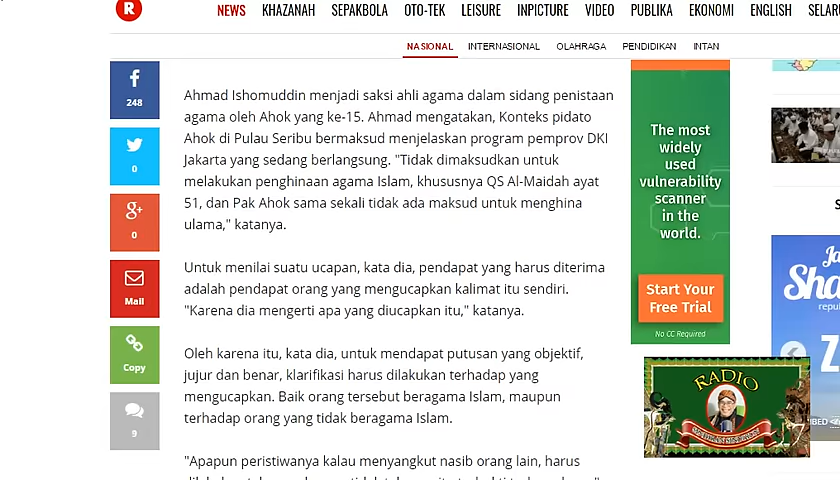 R
NEWS KHAZANAH SEPAKBOLA OTO-TEK LEISURE INPICTURE VIDEO PUBLIKA EKONOMI ENGLISH
NASIONAL INTERNASIONAL OLAHRAGA PENDIDIKAN INTAN
248
0
0
Mail
Copy
9
Ahmad Ishomuddin menjadi saksi ahli agama dalam sidang penistaan
agama oleh Ahok yang ke-15. Ahmad mengatakan, Konteks pidato
Ahok di Pulau Seribu bermaksud menjelaskan program pemprov DKI
Jakarta yang sedang berlangsung. "Tidak dimaksudkan untuk
melakukan penghinaan agama Islam, khususnya QS Al-Maidah ayat
51, dan Pak Ahok sama sekali tidak ada maksud untuk menghina
ulama," katanya.
Untuk menilai suatu ucapan, kata dia, pendapat yang harus diterima
adalah pendapat orang yang mengucapkan kalimat itu sendiri.
"Karena dia mengerti apa yang diucapkan itu," katanya.
Oleh karena itu, kata dia, untuk mendapat putusan yang objektif,
jujur dan benar, klarifikasi harus dilakukan terhadap yang
mengucapkan. Baik orang tersebut beragama Islam, maupun
terhadap orang yang tidak beragama Islam.
"Apapun peristiwanya kalau menyangkut nasib orang lain, harus
The most
widely
used
vulnerability
scanner
in the
world.
Start Your
Free Trial
No CC Required
RADIO